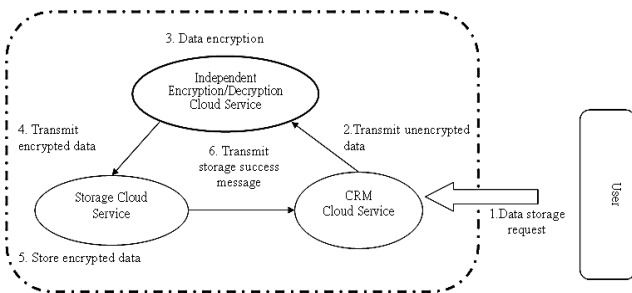 3. Data encryption
Independent
Encryption/Decryption
Cloud Service
4. Transmit
encrypted data
2.Transmit unencrypted
data
6. Transmit
storage success
message
Storage Cloud
Service
CRM
Cloud Service
1.Data storage
request
User
5. Store encrypted data